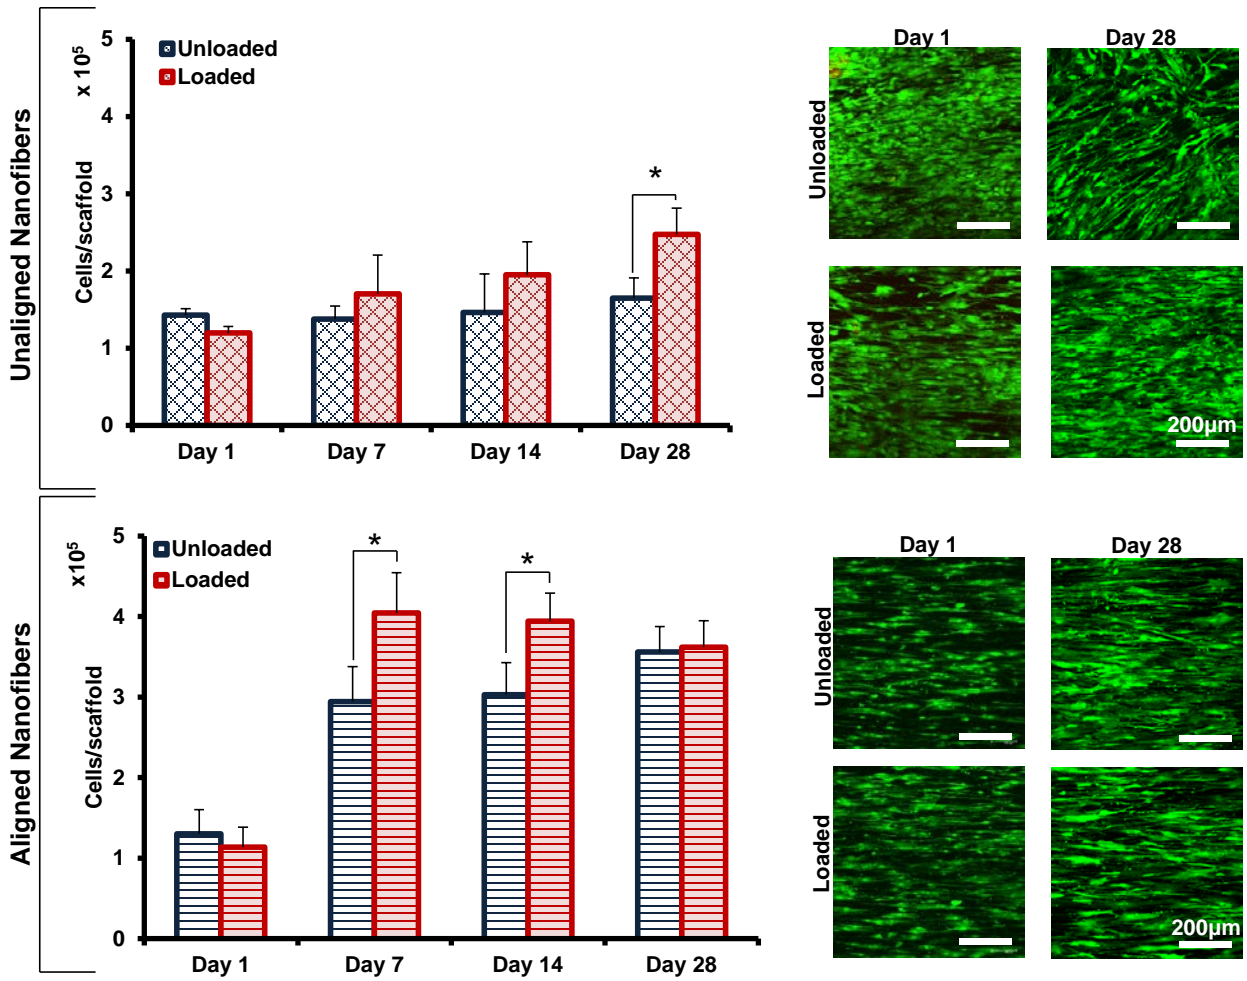 Unaligned Nanofibers
x 10⁵
Cells/scaffold
5
4
3
2
1
0
Unloaded
Loaded
*
Day 1
Day 7
Day 14
Day 28
Day 1
Day 28
Unloaded
Loaded
200µm
Aligned Nanofibers
x10⁵
Cells/scaffold
5
4
3
2
1
0
Unloaded
Loaded
*
*
Day 1
Day 7
Day 14
Day 28
Day 1
Day 28
Unloaded
Loaded
200µm